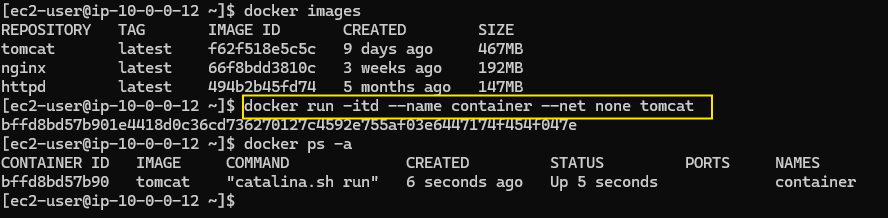 [ec2-user@ip-10-0-0-12 ~]$ docker images
REPOSITORY   TAG       IMAGE ID       CREATED        SIZE
tomcat       latest    f62f518e5c5c   9 days ago     467MB
nginx        latest    66f8bdd3810c   3 weeks ago    192MB
httpd        latest    494b2b45fd74   5 months ago   147MB
[ec2-user@ip-10-0-0-12 ~]$ docker run -itd --name container --net none tomcat
bffd8bd57b901e4418d0c36cd736270127c4592e755af03e6447174f454f047e
[ec2-user@ip-10-0-0-12 ~]$ docker ps -a
CONTAINER ID   IMAGE     COMMAND             CREATED         STATUS         PORTS     NAMES
bffd8bd57b90   tomcat    "catalina.sh run"   6 seconds ago   Up 5 seconds             container
[ec2-user@ip-10-0-0-12 ~]$